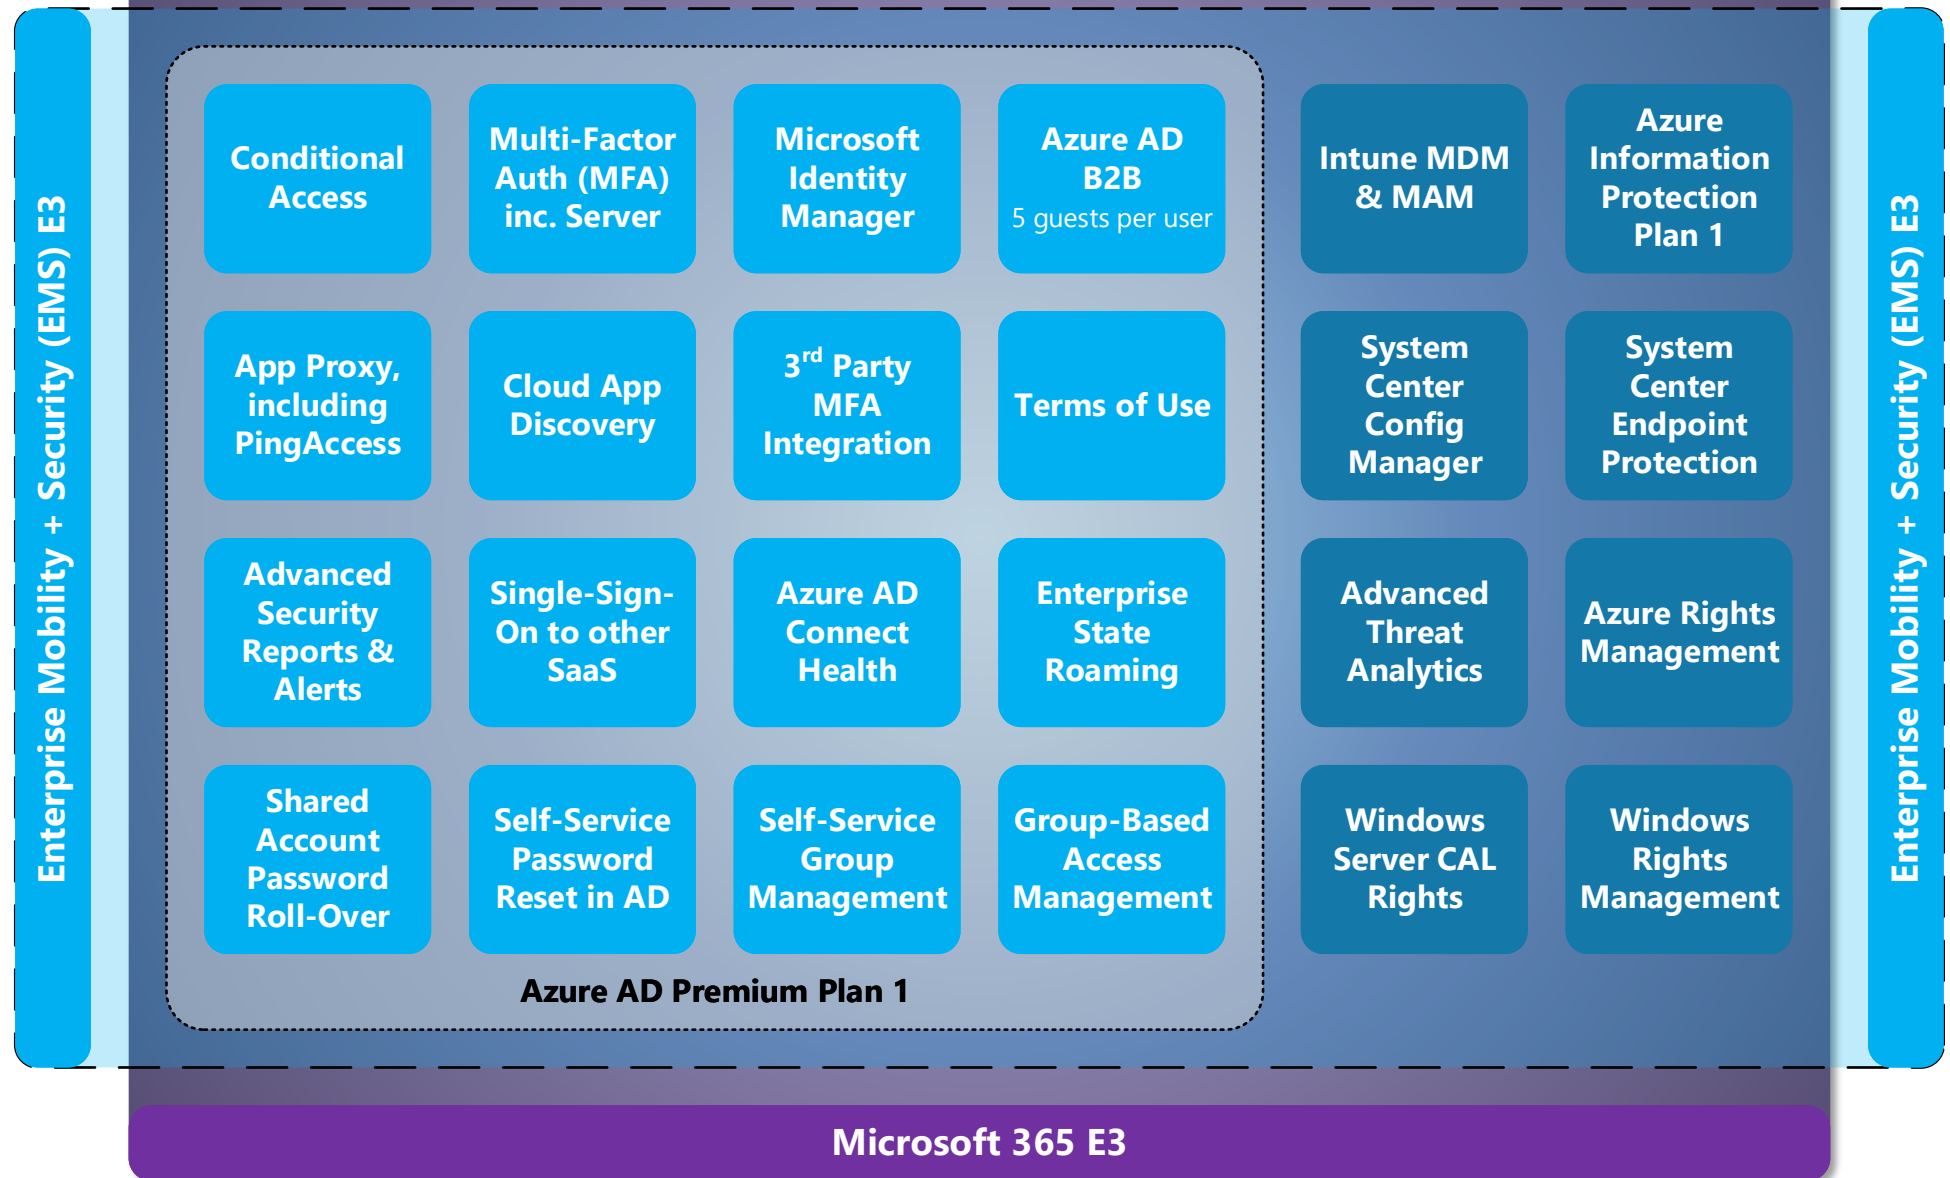 Enterprise Mobility + Security (EMS) E3
Conditional
Access
Multi-Factor
Auth (MFA)
inc. Server
Microsoft
Identity
Manager
Azure AD
B2B
5 guests per user
Intune MDM
& MAM
Azure
Information
Protection
Plan 1
App Proxy,
including
PingAccess
Cloud App
Discovery
3rd Party
MFA
Integration
Terms of Use
System
Center
Config
Manager
System
Center
Endpoint
Protection
Advanced
Security
Reports &
Alerts
Single-Sign-
On to other
SaaS
Azure AD
Connect
Health
Enterprise
State
Roaming
Advanced
Threat
Analytics
Azure Rights
Management
Shared
Account
Password
Roll-Over
Self-Service
Password
Reset in AD
Self-Service
Group
Management
Group-Based
Access
Management
Windows
Server CAL
Rights
Windows
Rights
Management
Azure AD Premium Plan 1
Enterprise Mobility + Security (EMS) E3
Microsoft 365 E3